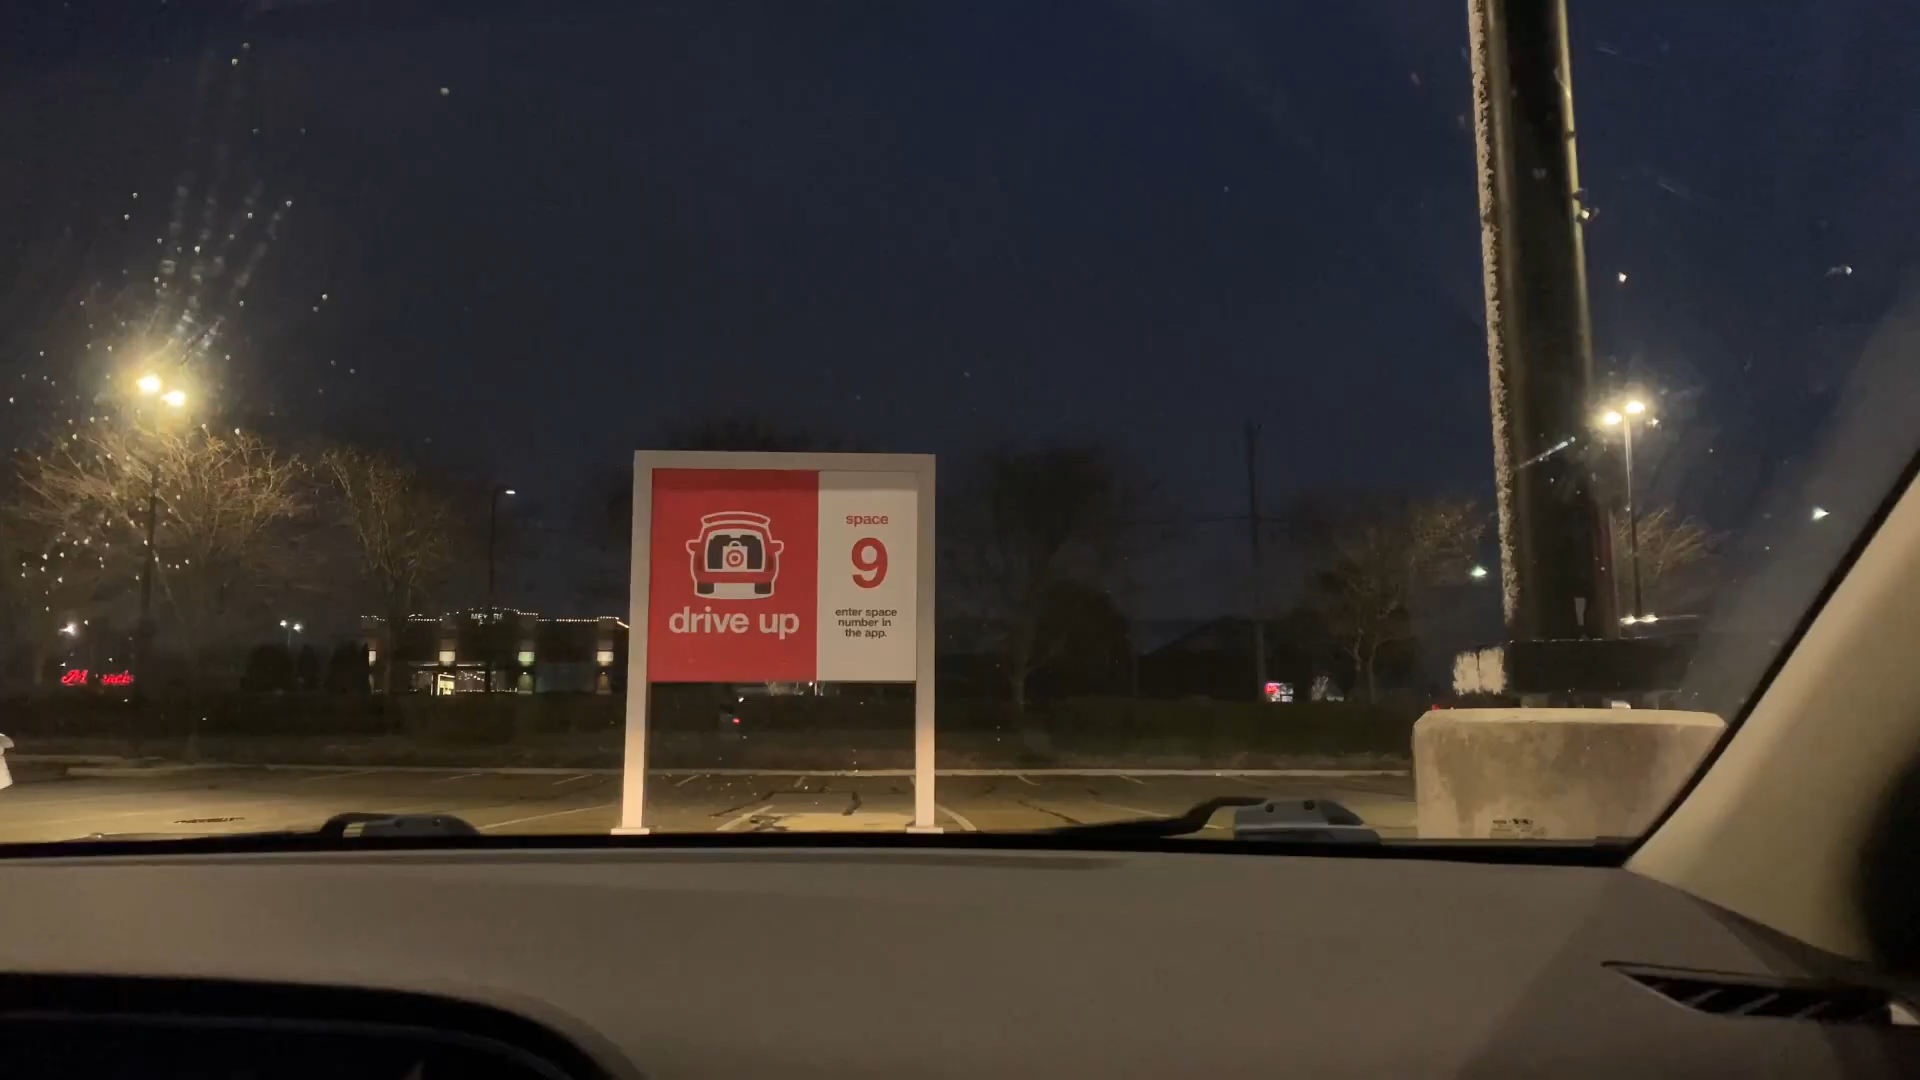 drive up
space
9
enter space
number in
the app.